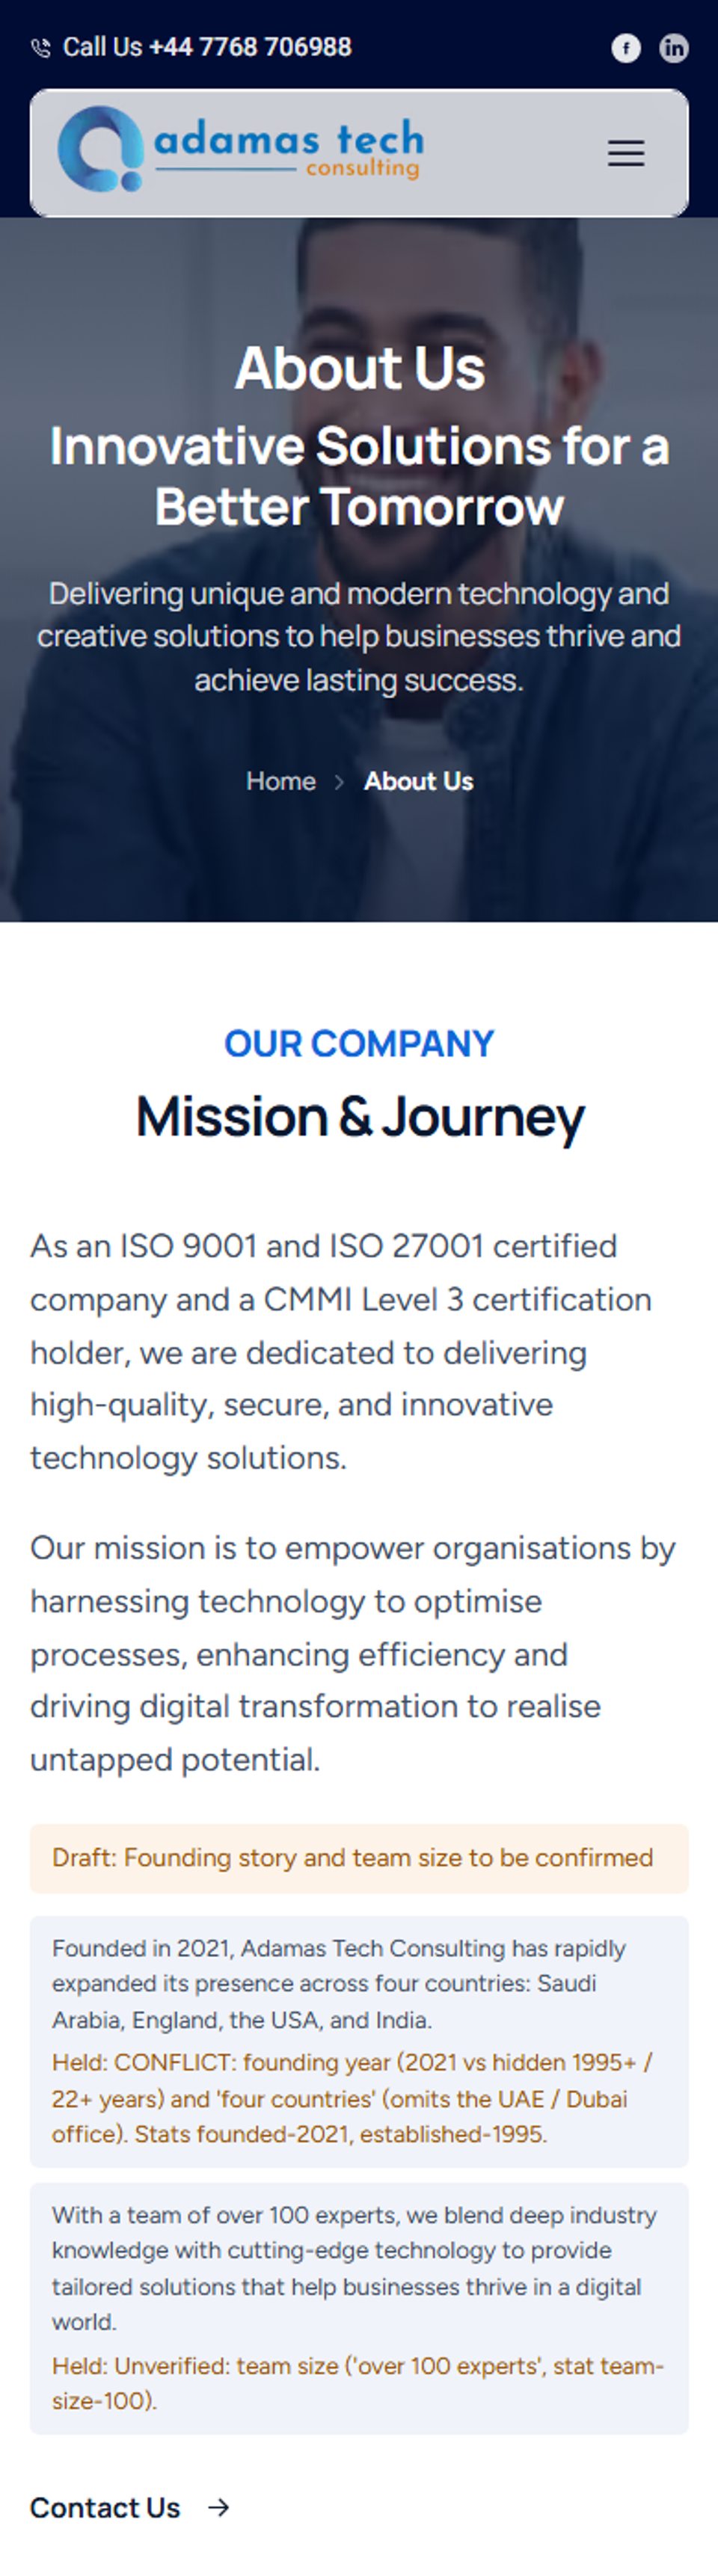 Call Us +44 7768 706988
f in
adamas tech
consulting
About Us
Innovative Solutions for a
Better Tomorrow
Delivering unique and modern technology and
creative solutions to help businesses thrive and
achieve lasting success.
Home > About Us
OUR COMPANY
Mission & Journey
As an ISO 9001 and ISO 27001 certified
company and a CMMI Level 3 certification
holder, we are dedicated to delivering
high-quality, secure, and innovative
technology solutions.
Our mission is to empower organisations by
harnessing technology to optimise
processes, enhancing efficiency and
driving digital transformation to realise
untapped potential.
Draft: Founding story and team size to be confirmed
Founded in 2021, Adamas Tech Consulting has rapidly
expanded its presence across four countries: Saudi
Arabia, England, the USA, and India.
Held: CONFLICT: founding year (2021 vs hidden 1995+ /
22+ years) and 'four countries' (omits the UAE / Dubai
office). Stats founded-2021, established-1995.
With a team of over 100 experts, we blend deep industry
knowledge with cutting-edge technology to provide
tailored solutions that help businesses thrive in a digital
world.
Held: Unverified: team size ('over 100 experts', stat team-
size-100).
Contact Us →